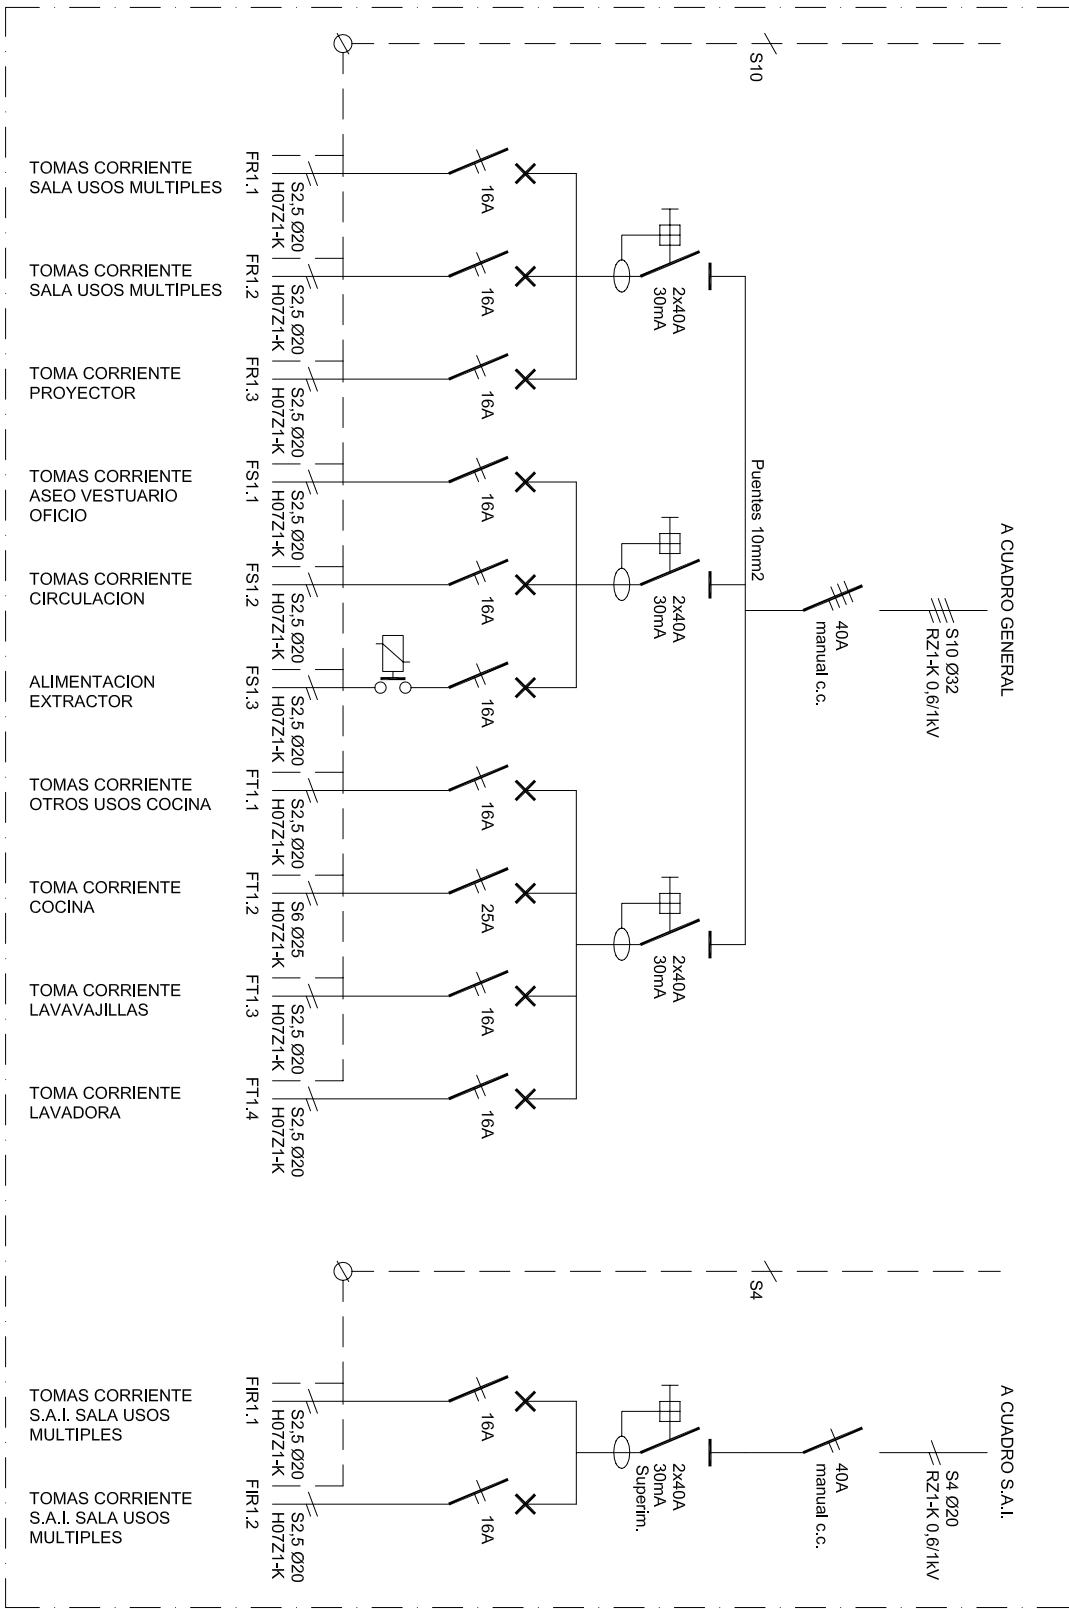 S10
A CUADRO GENERAL
S10 Ø32
RZ1-K 0,6/1kV
40A
manual c.c.
Puentes 10mm2
2x40A
30mA
2x40A
30mA
2x40A
30mA
TOMAS CORRIENTE
SALA USOS MULTIPLES
FR1.1
S2,5 Ø20
H07Z1-K
16A
TOMAS CORRIENTE
SALA USOS MULTIPLES
FR1.2
S2,5 Ø20
H07Z1-K
16A
TOMA CORRIENTE
PROYECTOR
FR1.3
S2,5 Ø20
H07Z1-K
16A
TOMAS CORRIENTE
ASEO VESTUARIO
OFICIO
FS1.1
S2,5 Ø20
H07Z1-K
16A
TOMAS CORRIENTE
CIRCULACION
FS1.2
S2,5 Ø20
H07Z1-K
16A
ALIMENTACION
EXTRACTOR
FS1.3
S2,5 Ø20
H07Z1-K
16A
TOMAS CORRIENTE
OTROS USOS COCINA
FT1.1
S2,5 Ø20
H07Z1-K
16A
TOMA CORRIENTE
COCINA
FT1.2
S6 Ø25
H07Z1-K
25A
TOMA CORRIENTE
LAVAVAJILLAS
FT1.3
S2,5 Ø20
H07Z1-K
16A
TOMA CORRIENTE
LAVADORA
FT1.4
S2,5 Ø20
H07Z1-K
16A
S4
A CUADRO S.A.I.
S4 Ø20
RZ1-K 0,6/1kV
40A
manual c.c.
2x40A
30mA
Superim.
TOMAS CORRIENTE
S.A.I. SALA USOS
MULTIPLES
FIR1.1
S2,5 Ø20
H07Z1-K
16A
TOMAS CORRIENTE
S.A.I. SALA USOS
MULTIPLES
FIR1.2
S2,5 Ø20
H07Z1-K
16A